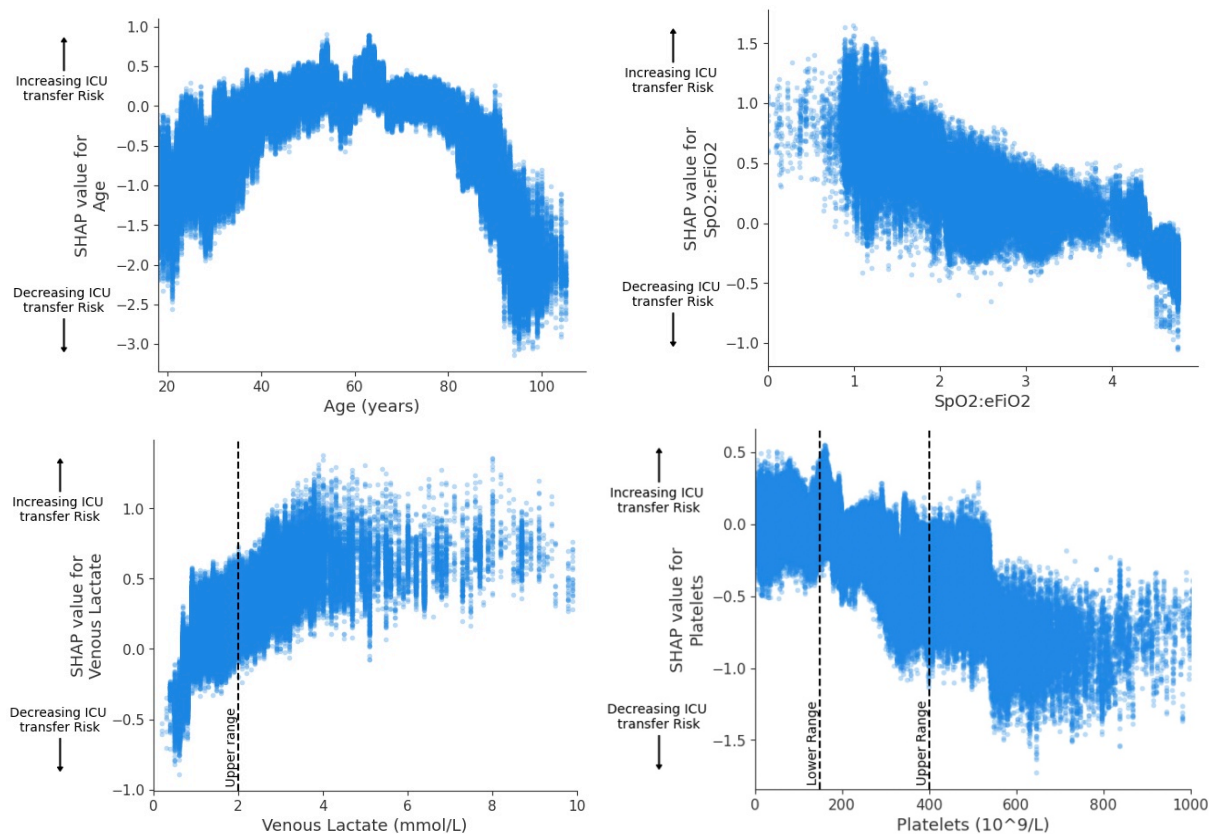 1.0
0.5
0.0
-0.5
-1.0
-1.5
-2.0
-2.5
-3.0
Increasing ICU
transfer Risk
SHAP value for
Age
Decreasing ICU
transfer Risk
20 40 60 80 100
Age (years)
1.5
1.0
0.5
0.0
-0.5
-1.0
Increasing ICU
transfer Risk
SHAP value for
SpO2:eFiO2
Decreasing ICU
transfer Risk
0 1 2 3 4
SpO2:eFiO2
1.0
0.5
0.0
-0.5
-1.0
Increasing ICU
transfer Risk
SHAP value for
Venous Lactate
Decreasing ICU
transfer Risk
Upper range
0 2 4 6 8 10
Venous Lactate (mmol/L)
0.5
0.0
-0.5
-1.0
-1.5
Increasing ICU
transfer Risk
SHAP value for
Platelets
Decreasing ICU
transfer Risk
Lower Range
Upper Range
0 200 400 600 800 1000
Platelets (10^9/L)